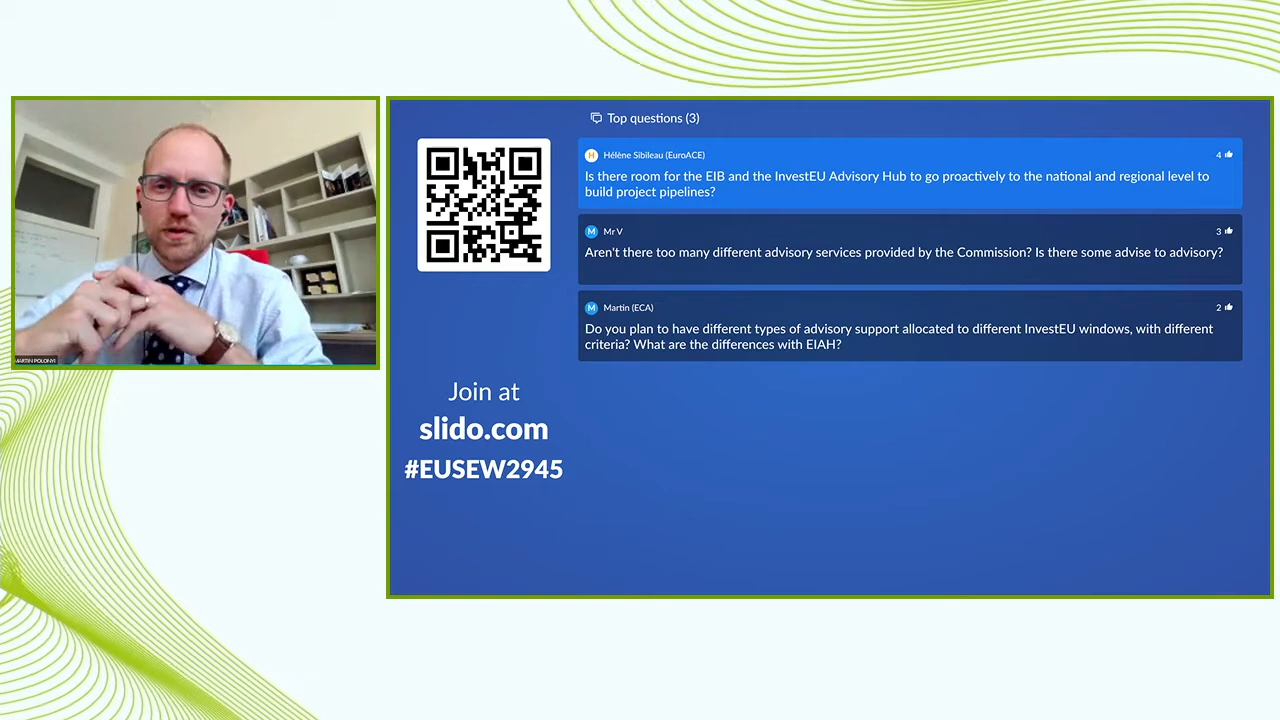 MARTIN POLONYI
Top questions (3)
H Hélène Sibileau (EuroACE) 4
Is there room for the EIB and the InvestEU Advisory Hub to go proactively to the national and regional level to
build project pipelines?
M Mr V 3
Aren't there too many different advisory services provided by the Commission? Is there some advise to advisory?
M Martin (ECA) 2
Do you plan to have different types of advisory support allocated to different InvestEU windows, with different
criteria? What are the differences with EIAH?
Join at
slido.com
#EUSEW2945